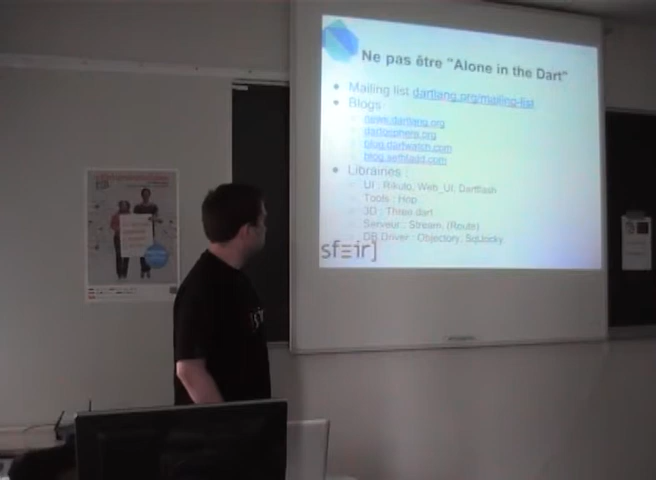 Ne pas être "Alone in the Dart"
Mailing list dartlang.org/mailing-list
Blogs
news.dartlang.org
dartosphere.org
blog.dartwatch.com
blog.sethladd.com
Librairies :
UI : Rikulo, Web_UI, Dartflash
Tools : Hop
3D : Three.dart
Serveur : Stream, (Route)
DB Driver : Objectory, SqlJocky
sfeir]